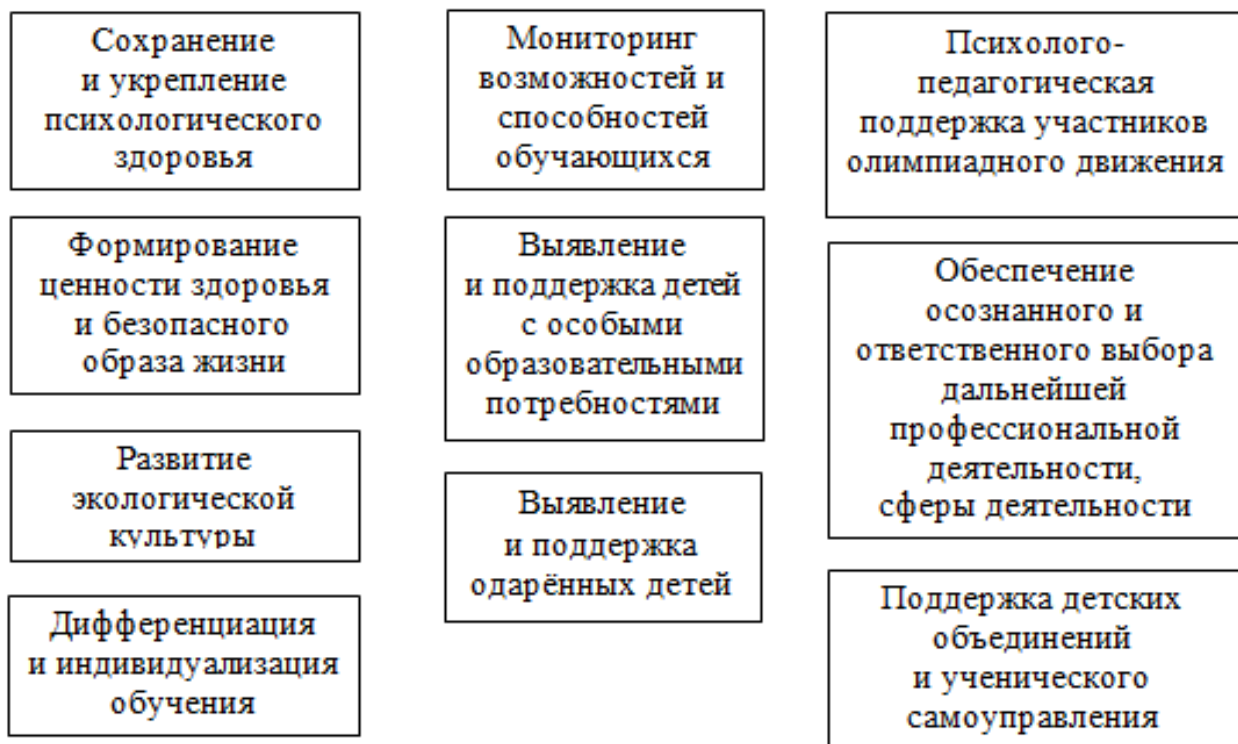 Сохранение
и укрепление
психологического
здоровья
Формирование
ценности здоровья
и безопасного
образа жизни
Развитие
экологической
культуры
Дифференциация
и индивидуализация
обучения
Мониторинг
возможностей и
способностей
обучающихся
Выявление
и поддержка детей
с особыми
образовательными
потребностями
Выявление
и поддержка
одарённых детей
Психолого-
педагогическая
поддержка участников
олимпиадного движения
Обеспечение
осознанного и
ответственного выбора
дальнейшей
профессиональной
деятельности,
сферы деятельности
Поддержка детских
объединений
и ученического
самоуправления